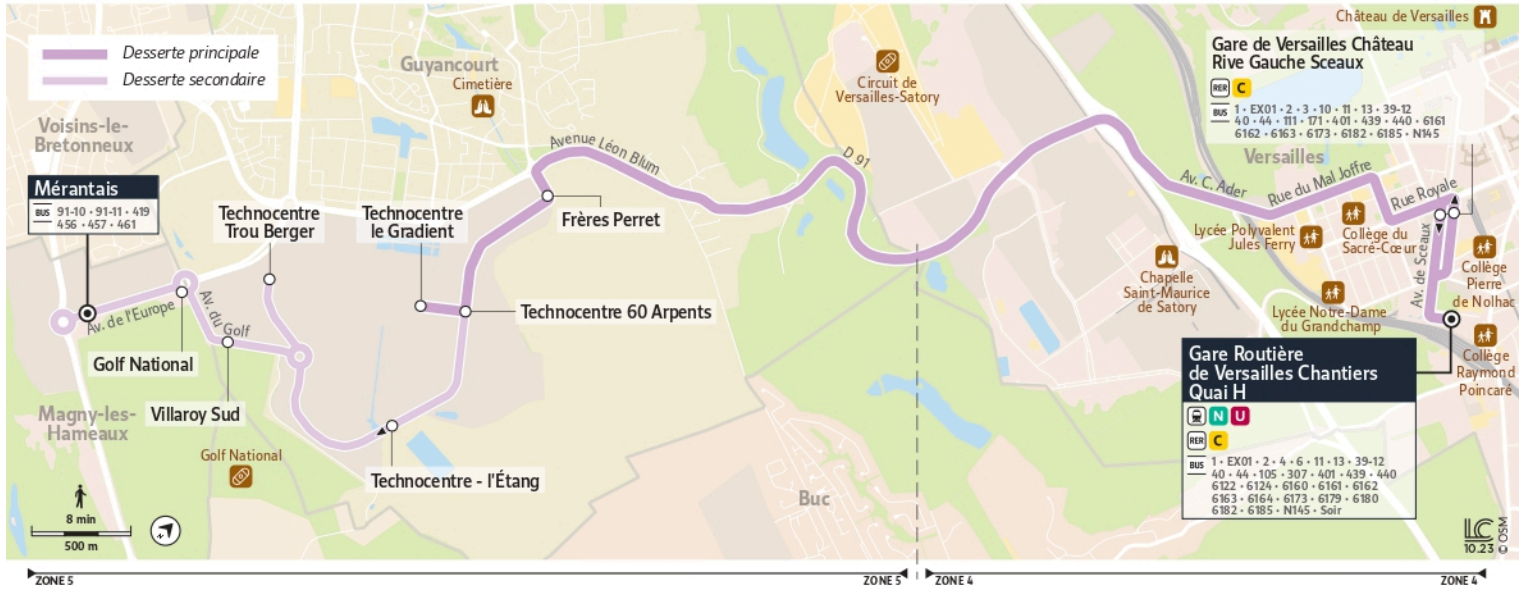 Desserte principale
Desserte secondaire
Guyancourt
Cimetière
Voisins-le-
Bretonneux
Mérantais
BUS 91-10 • 91-11 • 419
456 • 457 • 461
Technocentre
Trou Berger
Technocentre
le Gradient
Avenue Léon Blum
Frères Perret
Circuit de
Versailles-Satory
D 91
Château de Versailles
Gare de Versailles Château
Rive Gauche Sceaux
RER C
BUS 1 • EX01 • 2 • 3 • 10 • 11 • 13 • 39-12
40 • 44 • 111 • 171 • 401 • 439 • 440 • 6161
6162 • 6163 • 6173 • 6182 • 6185 • N145
Versailles
Av. C. Ader
Rue du Mal Joffre
Rue Royale
Av. de Sceaux
Lycée Polyvalent
Jules Ferry
Collège du
Sacré-Cœur
Collège
Pierre
de Nolhac
Chapelle
Saint-Maurice
de Satory
Lycée Notre-Dame
du Grandchamp
Collège
Raymond
Poincaré
Gare Routière
de Versailles Chantiers
Quai H
N U
RER C
BUS 1 • EX01 • 2 • 4 • 6 • 11 • 13 • 39-12
40 • 44 • 105 • 307 • 401 • 439 • 440
6122 • 6124 • 6160 • 6161 • 6162
6163 • 6164 • 6173 • 6179 • 6180
6182 • 6185 • N145 • Soir
Av. de l'Europe
Av. du Golf
Golf National
Villaroy Sud
Technocentre 60 Arpents
Magny-les-
Hameaux
Golf National
Technocentre - l'Étang
Buc
8 min
500 m
N
LC
10.23
© OSM
ZONE 5
ZONE 5
ZONE 4
ZONE 4